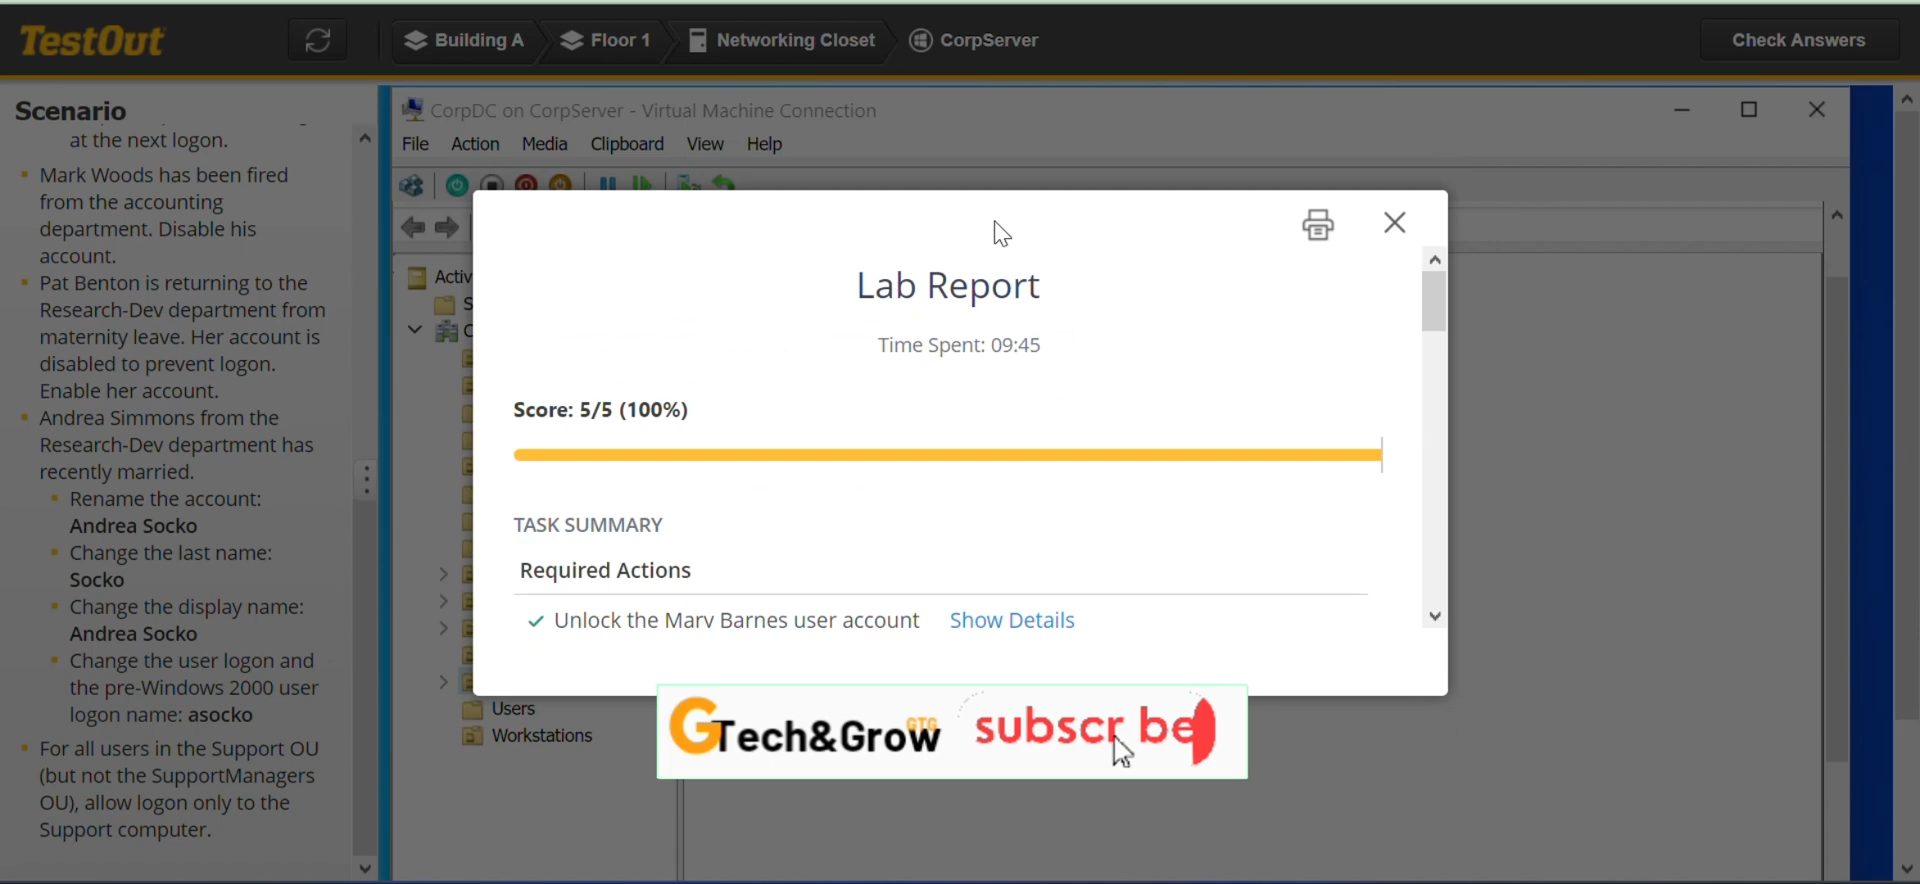 TestOut
Building A
Floor 1
Networking Closet
CorpServer
Check Answers
Scenario
at the next logon.
Mark Woods has been fired
from the accounting
department. Disable his
account.
Pat Benton is returning to the
Research-Dev department from
maternity leave. Her account is
disabled to prevent logon.
Enable her account.
Andrea Simmons from the
Research-Dev department has
recently married.
Rename the account:
Andrea Socko
Change the last name:
Socko
Change the display name:
Andrea Socko
Change the user logon and
the pre-Windows 2000 user
logon name: asocko
For all users in the Support OU
(but not the SupportManagers
OU), allow logon only to the
Support computer.
CorpDC on CorpServer - Virtual Machine Connection
File Action Media Clipboard View Help
Activ
S
C
Users
Workstations
Lab Report
Time Spent: 09:45
Score: 5/5 (100%)
TASK SUMMARY
Required Actions
Unlock the Mary Barnes user account Show Details
GTech&Grow GTG
subscr be